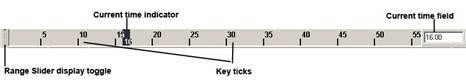 Current time indicator
Current time field
5 10 15 20 25 30 35 40 45 50 55 16.00
16
Range Slider display toggle
Key ticks